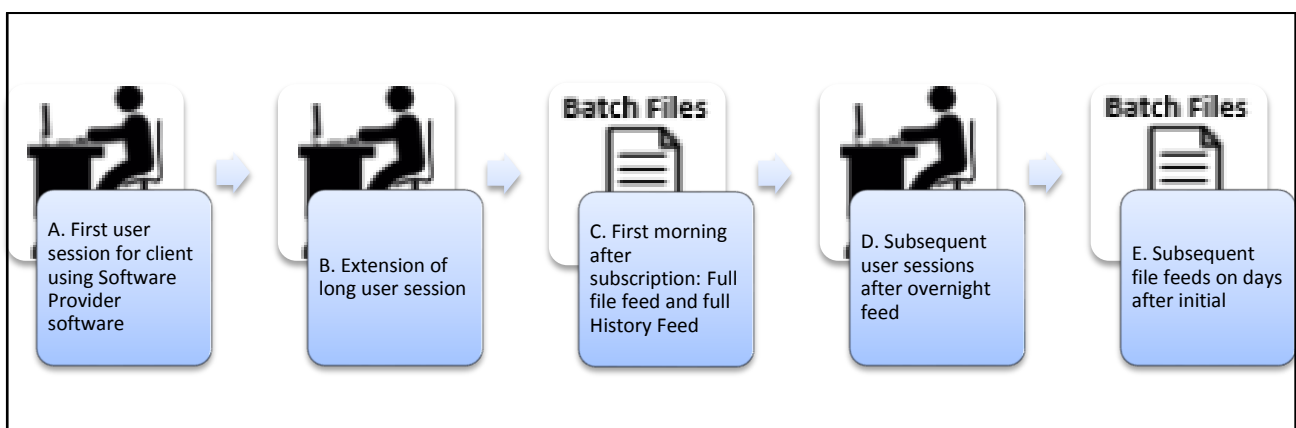 A. First user
session for client
using Software
Provider
software
B. Extension of
long user session
Batch Files
C. First morning
after
subscription: Full
file feed and full
History Feed
D. Subsequent
user sessions
after overnight
feed
Batch Files
E. Subsequent
file feeds on days
after initial